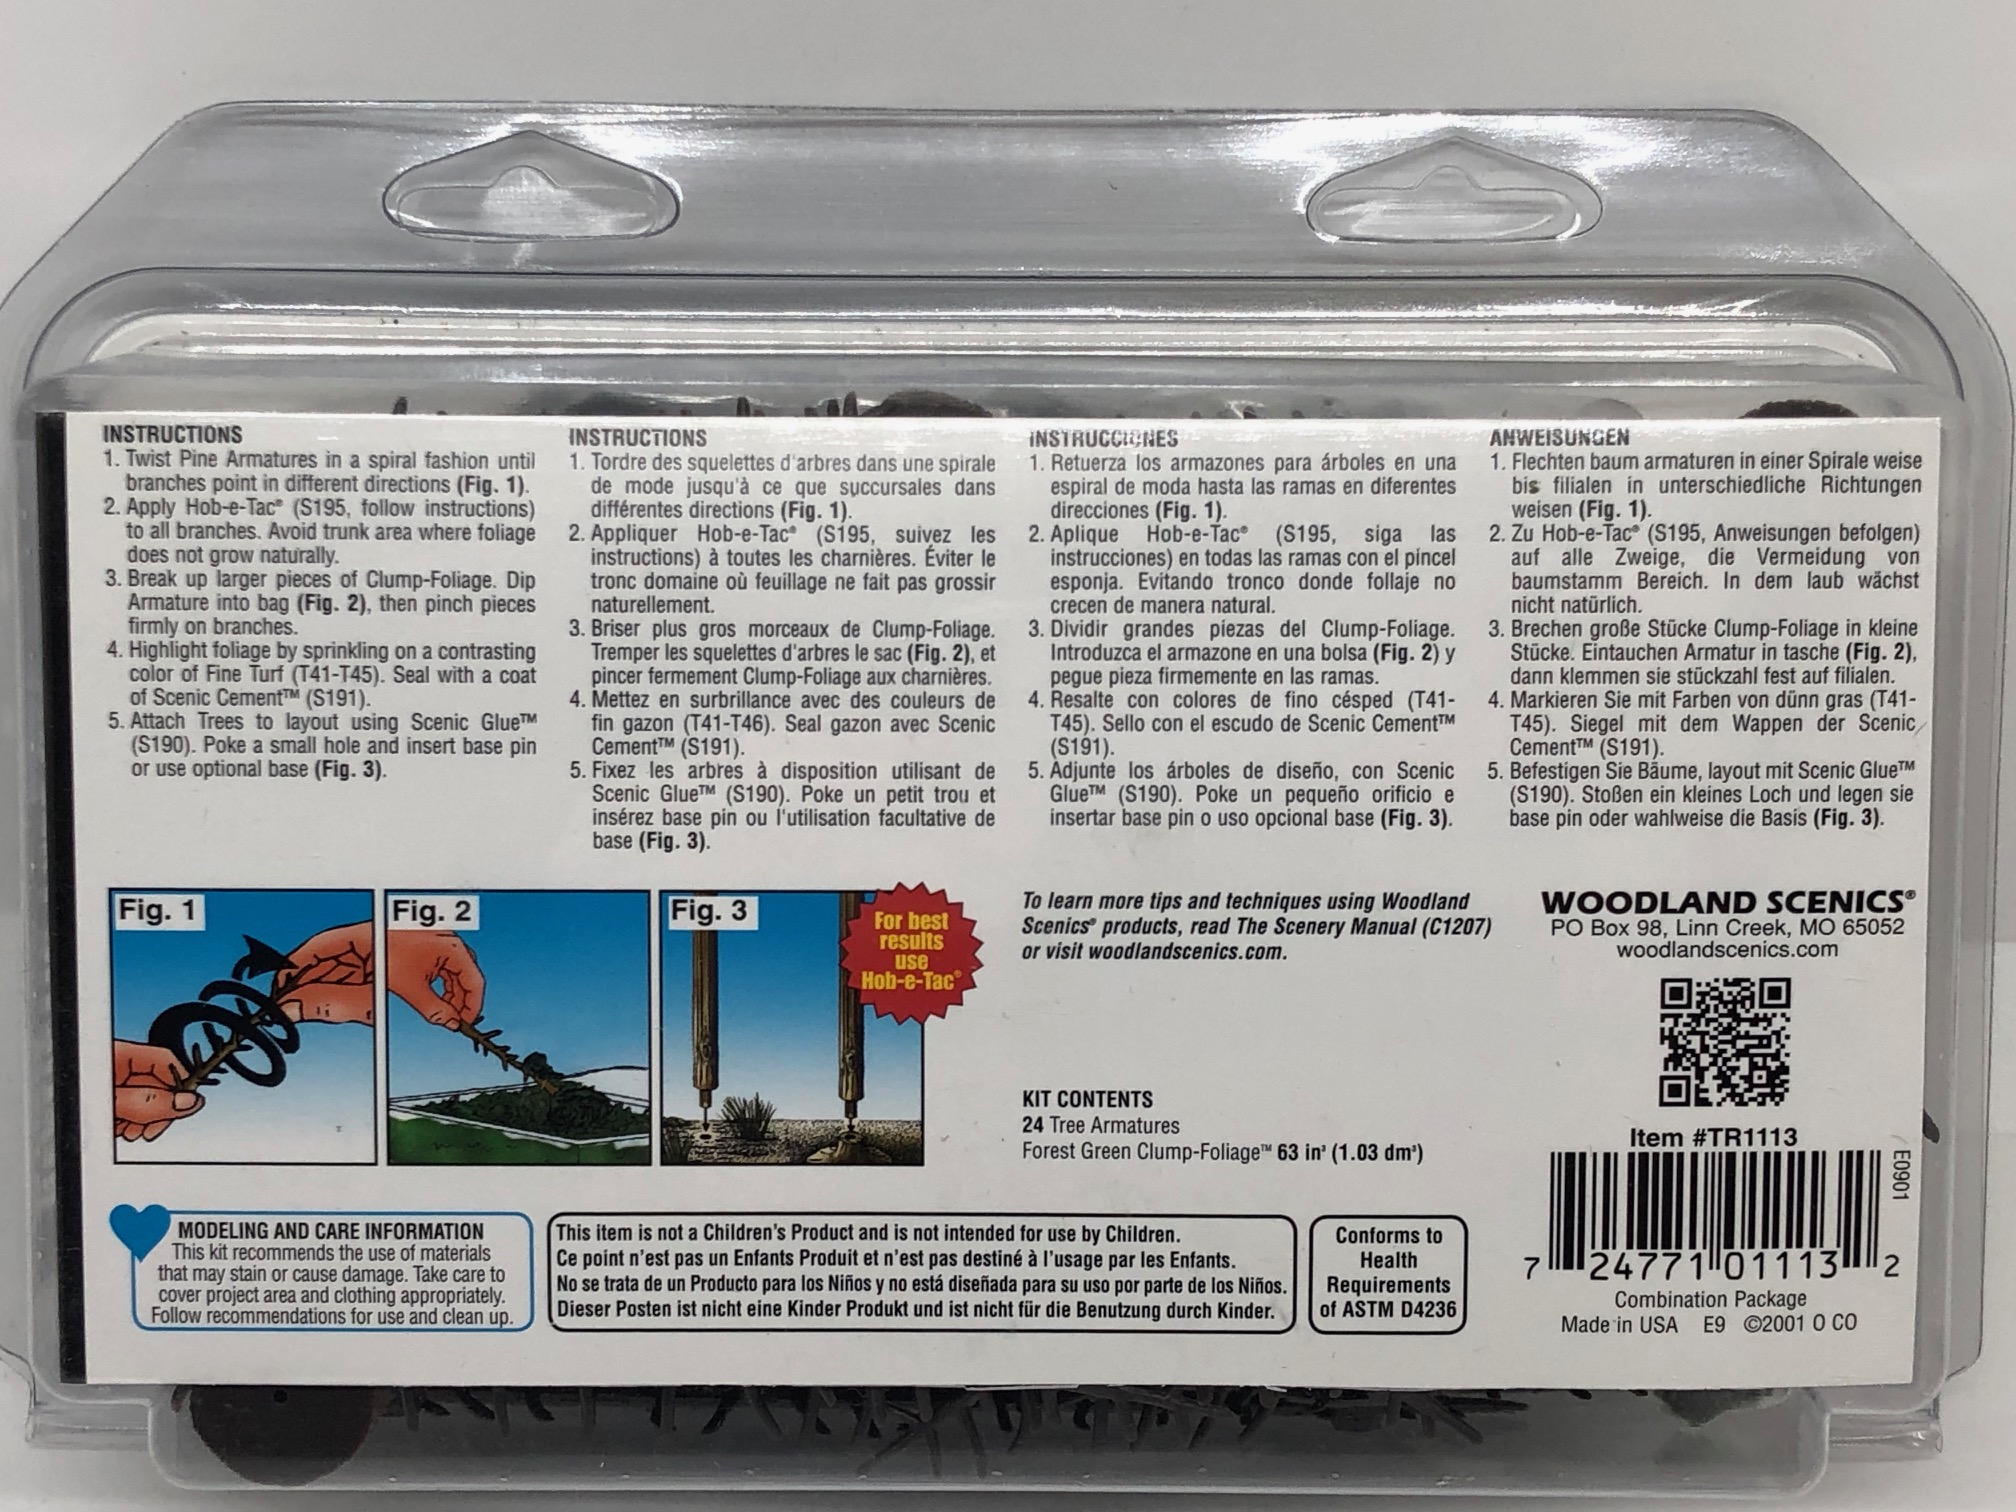 INSTRUCTIONS
1. Twist Pine Armatures in a spiral fashion until
branches point in different directions (Fig. 1).
2. Apply Hob-e-Tac® (S195, follow instructions)
to all branches. Avoid trunk area where foliage
does not grow naturally.
3. Break up larger pieces of Clump-Foliage. Dip
Armature into bag (Fig. 2), then pinch pieces
firmly on branches.
4. Highlight foliage by sprinkling on a contrasting
color of Fine Turf (T41-T45). Seal with a coat
of Scenic Cement™ (S191).
5. Attach Trees to layout using Scenic Glue™
(S190). Poke a small hole and insert base pin
or use optional base (Fig. 3).
INSTRUCTIONS
1. Tordre des squelettes d'arbres dans une spirale
de mode jusqu'à ce que succursales dans
différentes directions (Fig. 1).
2. Appliquer Hob-e-Tac® (S195, suivez les
instructions) à toutes les charnières. Éviter le
tronc domaine où feuillage ne fait pas grossir
naturellement.
3. Briser plus gros morceaux de Clump-Foliage.
Tremper les squelettes d'arbres le sac (Fig. 2), et
pincer fermement Clump-Foliage aux charnières.
4. Mettez en surbrillance avec des couleurs de
fin gazon (T41-T46). Seal gazon avec Scenic
Cement™ (S191).
5. Fixez les arbres à disposition utilisant de
Scenic Glue™ (S190). Poke un petit trou et
insérez base pin ou l'utilisation facultative de
base (Fig. 3).
INSTRUCCIONES
1. Retuerza los armazones para árboles en una
espiral de moda hasta las ramas en diferentes
direcciones (Fig. 1).
2. Aplique Hob-e-Tac® (S195, siga las
instrucciones) en todas las ramas con el pincel
esponja. Evitando tronco donde follaje no
crecen de manera natural.
3. Dividir grandes piezas del Clump-Foliage.
Introduzca el armazone en una bolsa (Fig. 2) y
pegue pieza firmemente en las ramas.
4. Resalte con colores de fino césped (T41-
T45). Sello con el escudo de Scenic Cement™
(S191).
5. Adjunte los árboles de diseño, con Scenic
Glue™ (S190). Poke un pequeño orificio e
insertar base pin o uso opcional base (Fig. 3).
ANWEISUNGEN
1. Flechten baum armaturen in einer Spirale weise
bis filialen in unterschiedliche Richtungen
weisen (Fig. 1).
2. Zu Hob-e-Tac® (S195, Anweisungen befolgen)
auf alle Zweige, die Vermeidung von
baumstamm Bereich. In dem laub wächst
nicht natürlich.
3. Brechen große Stücke Clump-Foliage in kleine
Stücke. Eintauchen Armatur in tasche (Fig. 2),
dann klemmen sie stückzahl fest auf filialen.
4. Markieren Sie mit Farben von dünn gras (T41-
T45). Siegel mit dem Wappen der Scenic
Cement™ (S191).
5. Befestigen Sie Bäume, layout mit Scenic Glue™
(S190). Stoßen ein kleines Loch und legen sie
base pin oder wahlweise die Basis (Fig. 3).
Fig. 1
Fig. 2
Fig. 3
For best
results
use
Hob-e-Tac®
To learn more tips and techniques using Woodland
Scenics® products, read The Scenery Manual (C1207)
or visit woodlandscenics.com.
KIT CONTENTS
24 Tree Armatures
Forest Green Clump-Foliage™ 63 in³ (1.03 dm³)
WOODLAND SCENICS®
PO Box 98, Linn Creek, MO 65052
woodlandscenics.com
Item #TR1113
E0901
7 24771 01113 2
Combination Package
Made in USA E9 ©2001 O CO
MODELING AND CARE INFORMATION
This kit recommends the use of materials
that may stain or cause damage. Take care to
cover project area and clothing appropriately.
Follow recommendations for use and clean up.
This item is not a Children's Product and is not intended for use by Children.
Ce point n'est pas un Enfants Produit et n'est pas destiné à l'usage par les Enfants.
No se trata de un Producto para los Niños y no está diseñada para su uso por parte de los Niños.
Dieser Posten ist nicht eine Kinder Produkt und ist nicht für die Benutzung durch Kinder.
Conforms to
Health
Requirements
of ASTM D4236